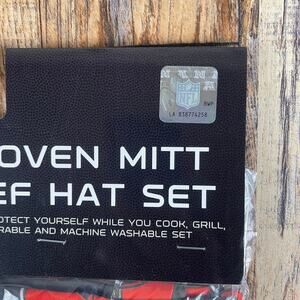 NFL
RWP
LA 838774258
OVEN MITT
EF HAT SET
OTECT YOURSELF WHILE YOU COOK, GRILL,
RABLE AND MACHINE WASHABLE SET